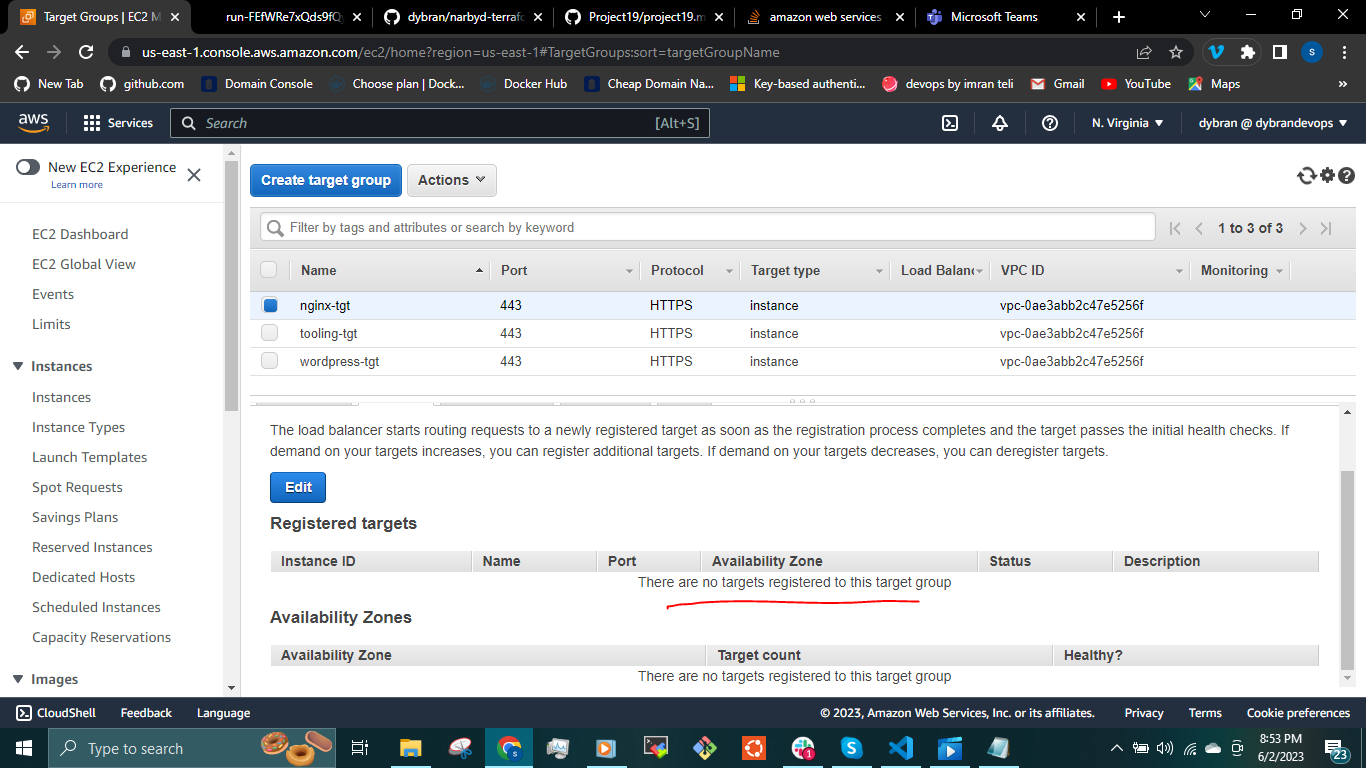 Target Groups | EC2 M
run-FEfWRe7xQds9fQ
dybran/narbyd-terrafo
Project19/project19.m
amazon web services
Microsoft Teams
us-east-1.console.aws.amazon.com/ec2/home?region=us-east-1#TargetGroups:sort=targetGroupName
S
New Tab
github.com
Domain Console
Choose plan | Dock...
Docker Hub
Cheap Domain Na...
Key-based authenti...
devops by imran teli
Gmail
YouTube
Maps
»
aws
Services
Search
[Alt+S]
N. Virginia
dybran @ dybrandevops
New EC2 Experience
Learn more
EC2 Dashboard
EC2 Global View
Events
Limits
Instances
Instances
Instance Types
Launch Templates
Spot Requests
Savings Plans
Reserved Instances
Dedicated Hosts
Scheduled Instances
Capacity Reservations
Images
Create target group
Actions
Filter by tags and attributes or search by keyword
1 to 3 of 3
Name Port Protocol Target type Load Balanc VPC ID Monitoring
nginx-tgt 443 HTTPS instance vpc-0ae3abb2c47e5256f
tooling-tgt 443 HTTPS instance vpc-0ae3abb2c47e5256f
wordpress-tgt 443 HTTPS instance vpc-0ae3abb2c47e5256f
The load balancer starts routing requests to a newly registered target as soon as the registration process completes and the target passes the initial health checks. If
demand on your targets increases, you can register additional targets. If demand on your targets decreases, you can deregister targets.
Edit
Registered targets
Instance ID Name Port Availability Zone Status Description
There are no targets registered to this target group
Availability Zones
Availability Zone Target count Healthy?
There are no targets registered to this target group
CloudShell
Feedback
Language
© 2023, Amazon Web Services, Inc. or its affiliates.
Privacy
Terms
Cookie preferences
Type to search
1
8:53 PM
6/2/2023
23